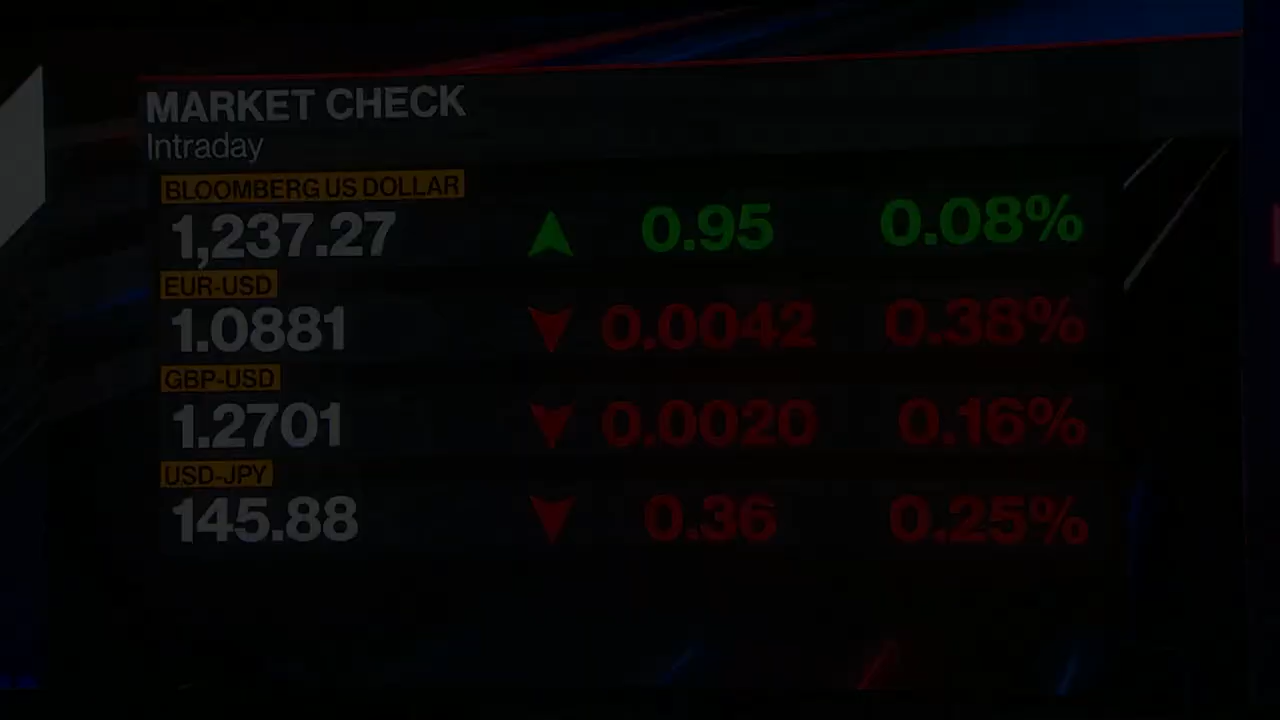 MARKET CHECK
Intraday
BLOOMBERG US DOLLAR
1,237.27 ▲ 0.95 0.08%
EUR-USD
1.0881 ▼ 0.0042 0.38%
GBP-USD
1.2701 ▼ 0.0020 0.16%
USD-JPY
145.88 ▼ 0.36 0.25%